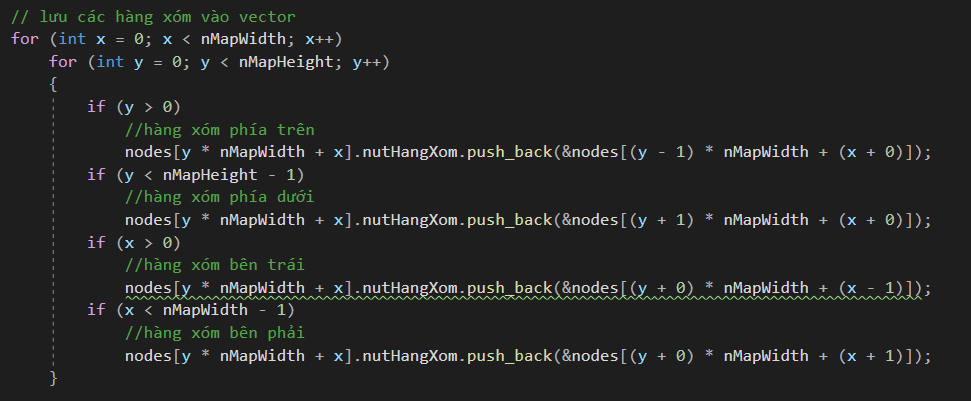 // lưu các hàng xóm vào vector
for (int x = 0; x < nMapWidth; x++)
for (int y = 0; y < nMapHeight; y++)
{
if (y > 0)
//hàng xóm phía trên
nodes[y * nMapWidth + x].nutHangXom.push_back(&nodes[(y - 1) * nMapWidth + (x + 0)]);
if (y < nMapHeight - 1)
//hàng xóm phía dưới
nodes[y * nMapWidth + x].nutHangXom.push_back(&nodes[(y + 1) * nMapWidth + (x + 0)]);
if (x > 0)
//hàng xóm bên trái
nodes[y * nMapWidth + x].nutHangXom.push_back(&nodes[(y + 0) * nMapWidth + (x - 1)]);
if (x < nMapWidth - 1)
//hàng xóm bên phải
nodes[y * nMapWidth + x].nutHangXom.push_back(&nodes[(y + 0) * nMapWidth + (x + 1)]);
}